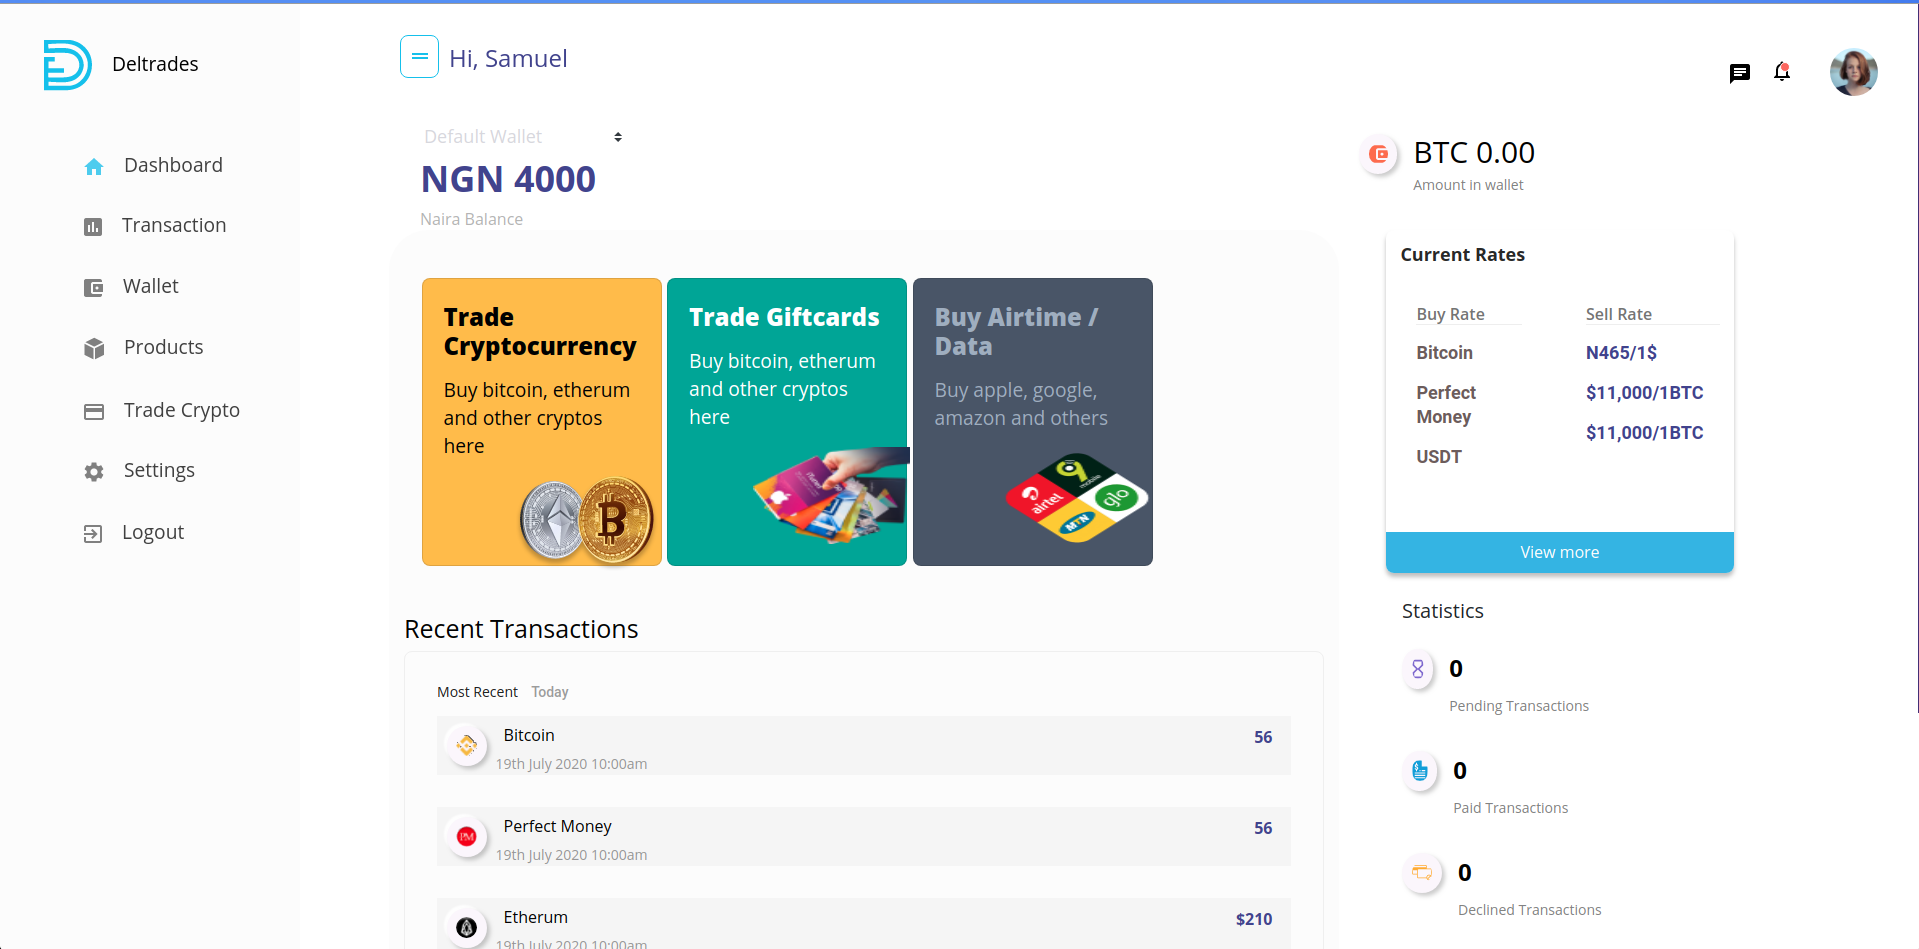 Deltrades
Dashboard
Transaction
Wallet
Products
Trade Crypto
Settings
Logout
Hi, Samuel
Default Wallet
NGN 4000
Naira Balance
Trade
Cryptocurrency
Buy bitcoin, etherum
and other cryptos
here
Trade Giftcards
Buy bitcoin, etherum
and other cryptos
here
Buy Airtime /
Data
Buy apple, google,
amazon and others
9
mobile
airtel
glo
MTN
Recent Transactions
Most Recent Today
Bitcoin
56
19th July 2020 10:00am
PM
Perfect Money
56
19th July 2020 10:00am
Etherum
$210
19th July 2020 10:00am
BTC 0.00
Amount in wallet
Current Rates
Buy Rate
Bitcoin
Perfect
Money
USDT
Sell Rate
N465/1$
$11,000/1BTC
$11,000/1BTC
View more
Statistics
0
Pending Transactions
0
Paid Transactions
0
Declined Transactions